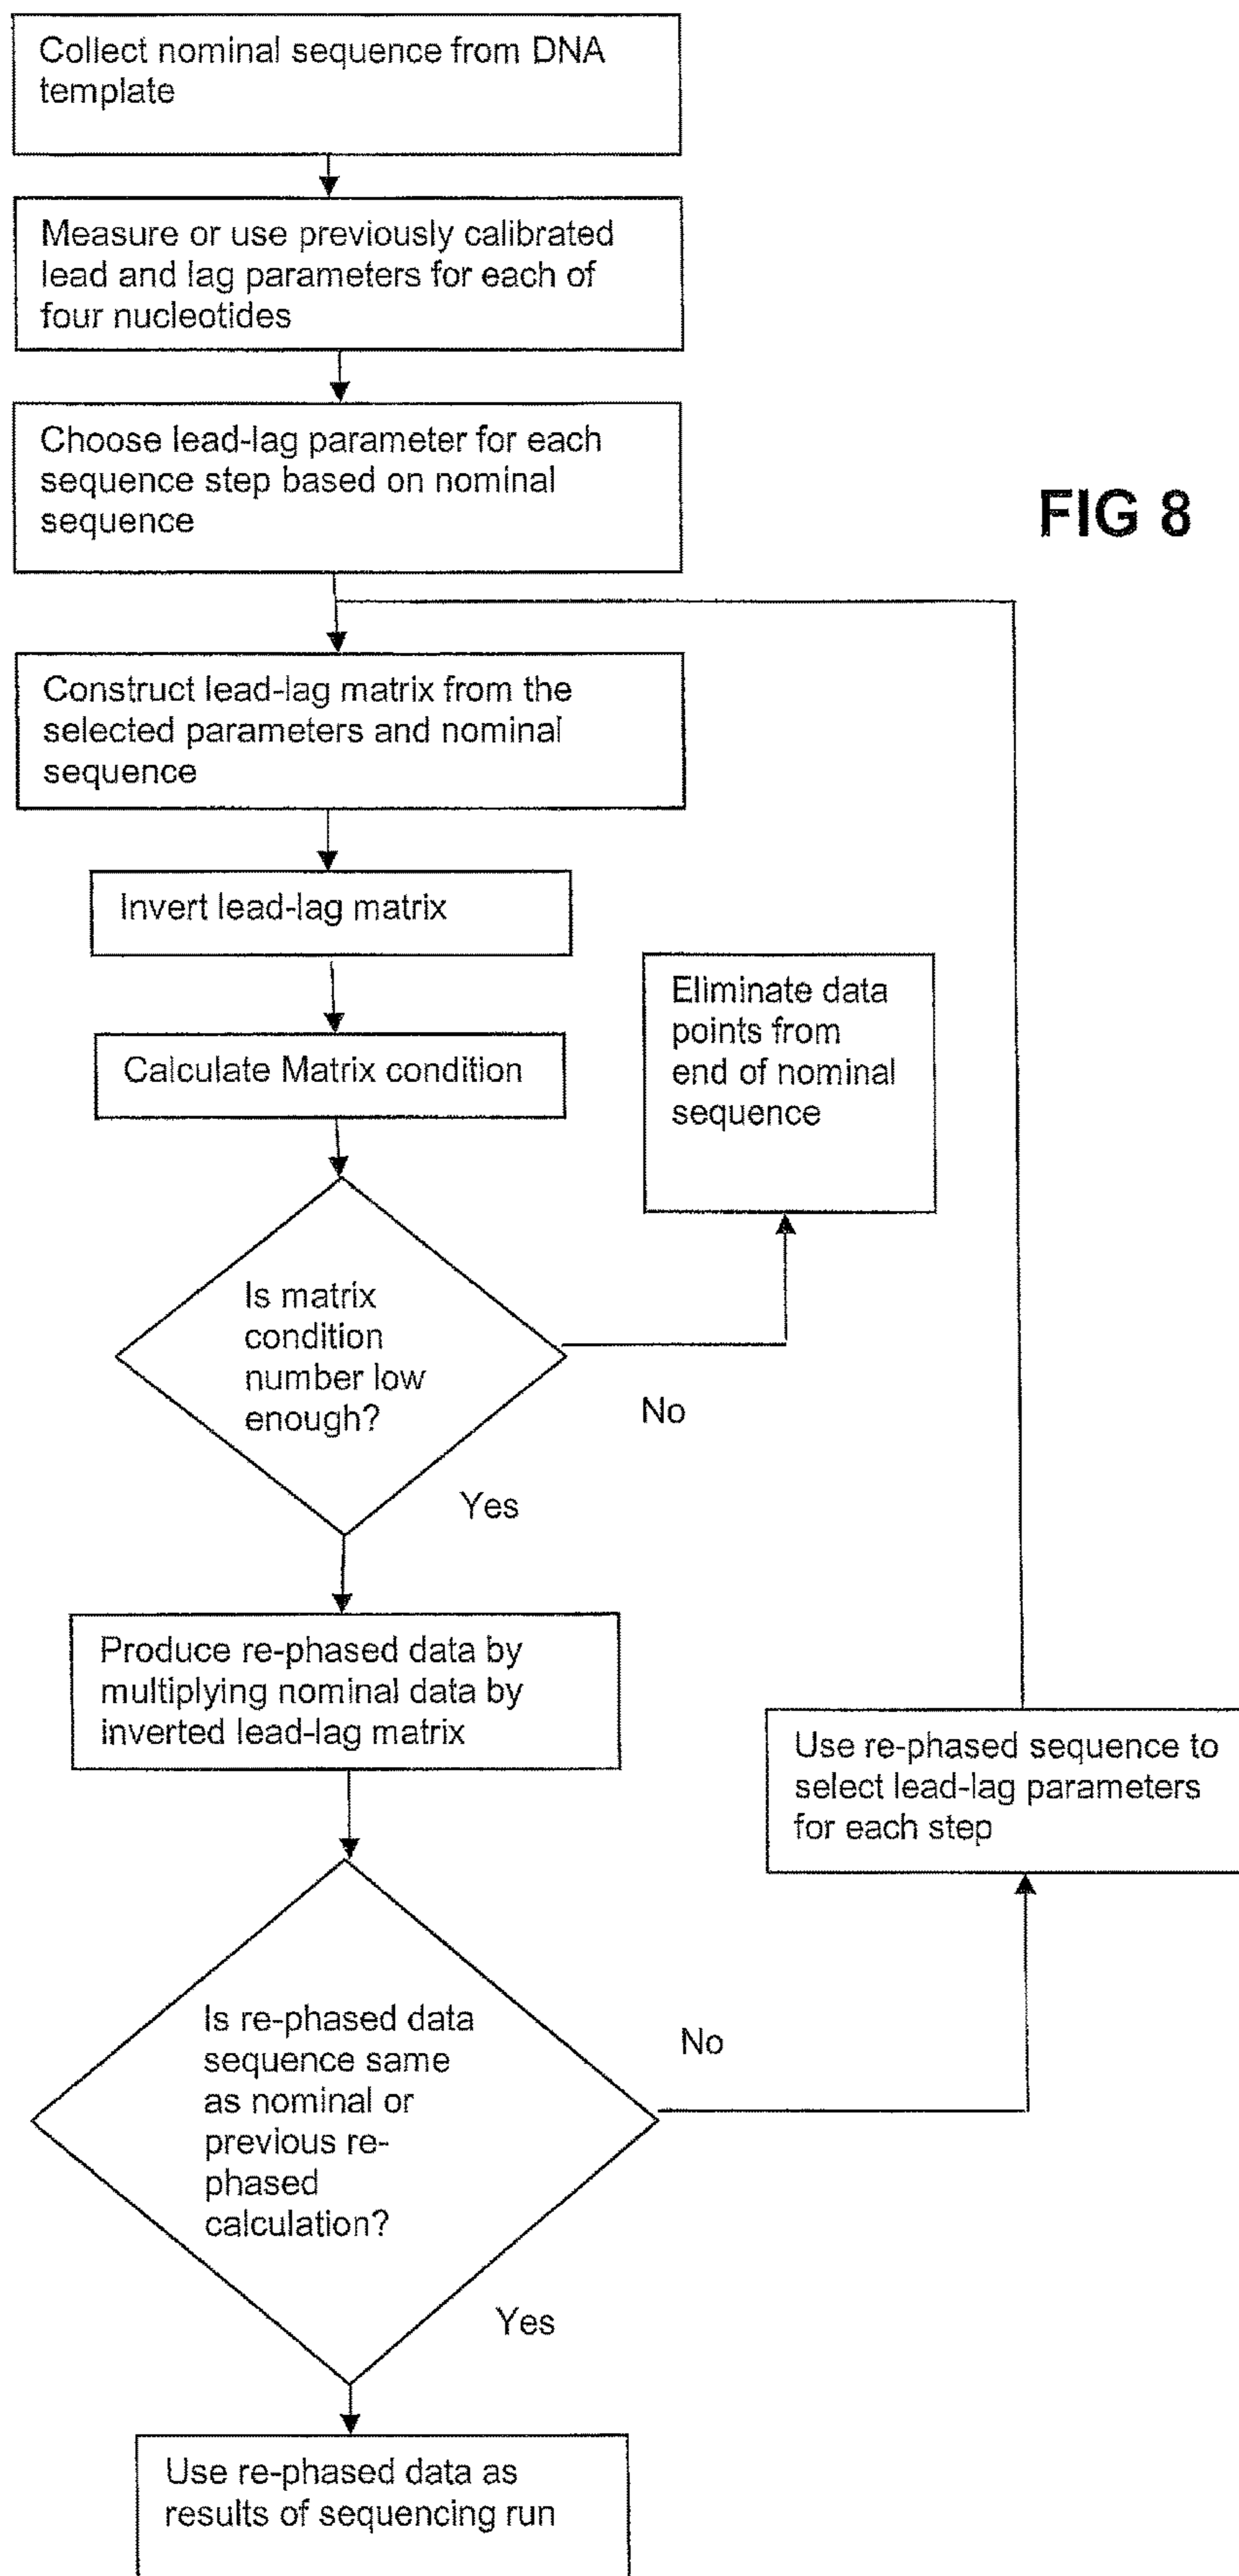 Collect nominal sequence from DNA
template
Measure or use previously calibrated
lead and lag parameters for each of
four nucleotides
Choose lead-lag parameter for each
sequence step based on nominal
sequence
FIG 8
Construct lead-lag matrix from the
selected parameters and nominal
sequence
Invert lead-lag matrix
Eliminate data
points from
end of nominal
sequence
Calculate Matrix condition
Is matrix
condition
number low
enough?
No
Yes
Produce re-phased data by
multiplying nominal data by
inverted lead-lag matrix
Use re-phased sequence to
select lead-lag parameters
for each step
Is re-phased data
sequence same
as nominal or
previous re-
phased
calculation?
No
Yes
Use re-phased data as
results of sequencing run